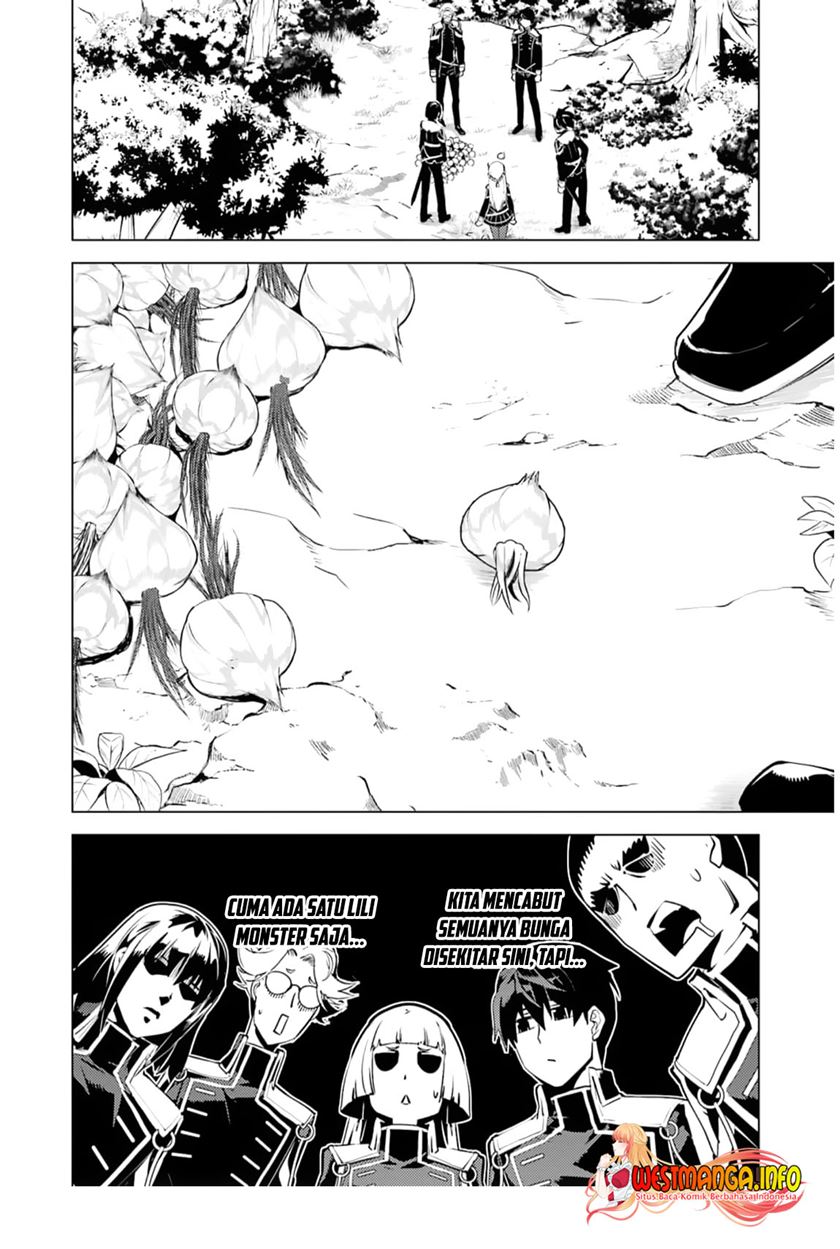 KITA MENCABUT
SEMUANYA BUNGA
DISEKITAR SINI, TAPI...
CUMA ADA SATU LILI
MONSTER SAJA...
WESTMANGA.INFO
Situs Baca Komik Berbahasa Indonesia